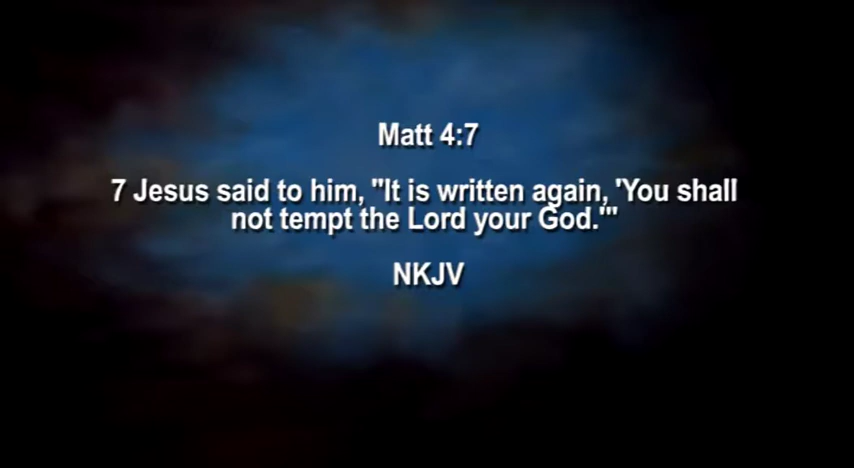 Matt 4:7
7 Jesus said to him, "It is written again, 'You shall
not tempt the Lord your God.'"
NKJV